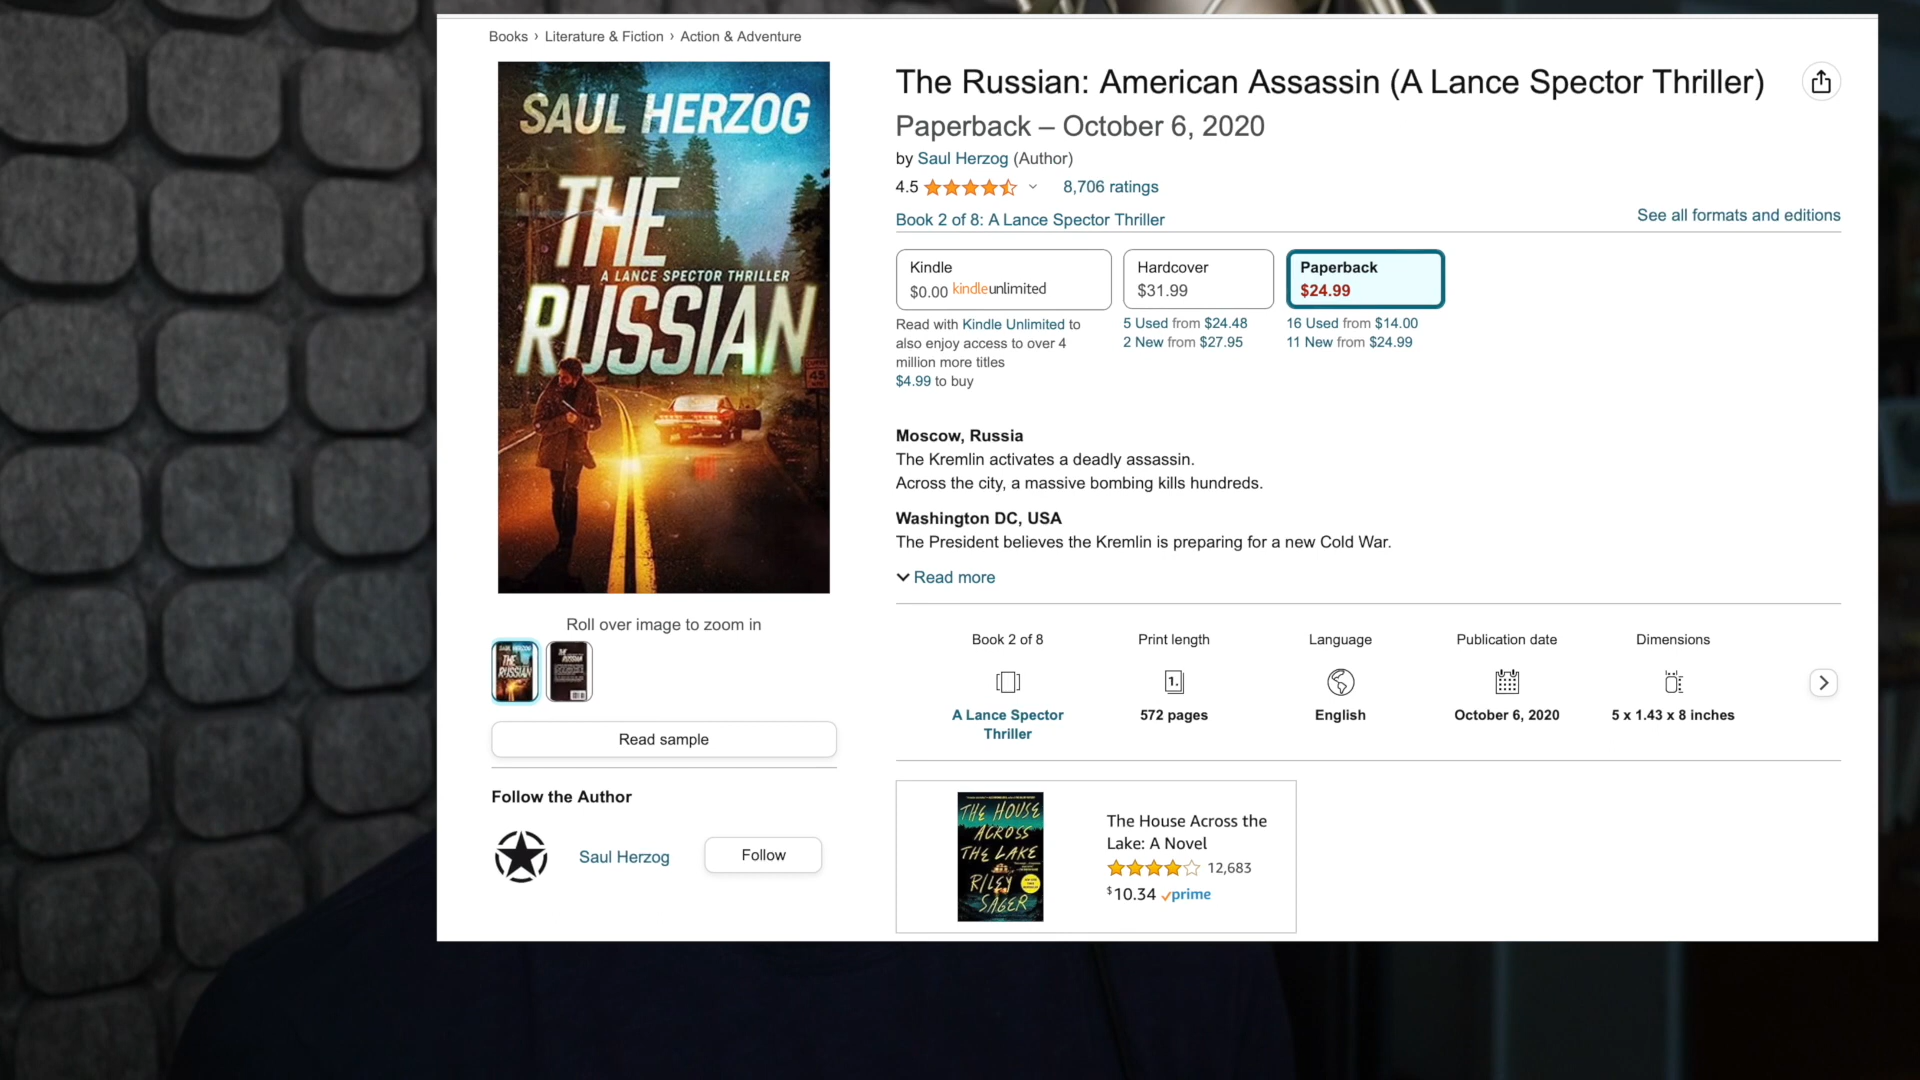 Books › Literature & Fiction › Action & Adventure
SAUL HERZOG
THE
A LANCE SPECTOR THRILLER
RUSSIAN
45
Roll over image to zoom in
SAUL HERZOG
THE
RUSSIAN
THE
RUSSIAN
Read sample
Follow the Author
Saul Herzog
Follow
The Russian: American Assassin (A Lance Spector Thriller)
Paperback – October 6, 2020
by Saul Herzog (Author)
4.5 8,706 ratings
Book 2 of 8: A Lance Spector Thriller
See all formats and editions
Kindle
$0.00 kindleunlimited
Read with Kindle Unlimited to
also enjoy access to over 4
million more titles
$4.99 to buy
Hardcover
$31.99
5 Used from $24.48
2 New from $27.95
Paperback
$24.99
16 Used from $14.00
11 New from $24.99
Moscow, Russia
The Kremlin activates a deadly assassin.
Across the city, a massive bombing kills hundreds.
Washington DC, USA
The President believes the Kremlin is preparing for a new Cold War.
Read more
Book 2 of 8
A Lance Spector
Thriller
Print length
1.
572 pages
Language
English
Publication date
October 6, 2020
Dimensions
5 x 1.43 x 8 inches
THE HOUSE
ACROSS
THE LAKE
RILEY
SAGER
The House Across the
Lake: A Novel
12,683
$10.34 prime